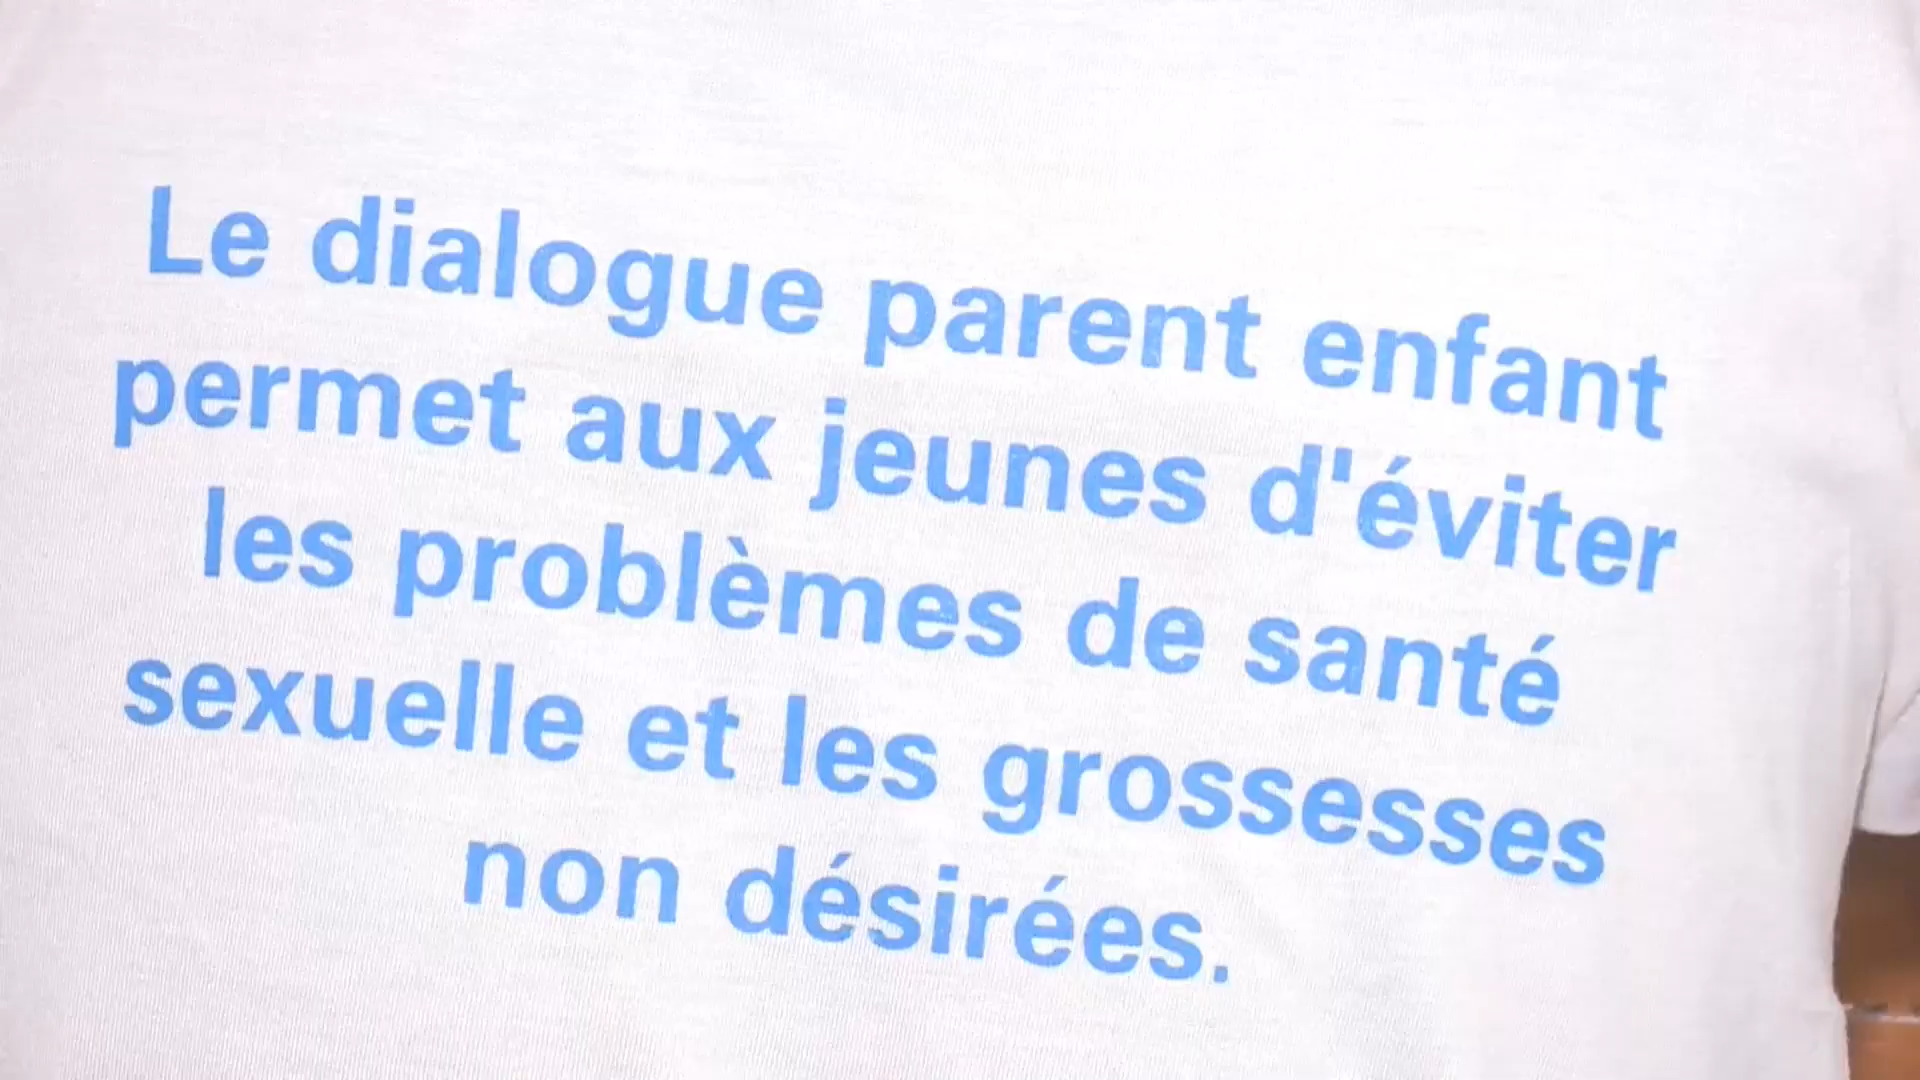 Le dialogue parent enfant
permet aux jeunes d'éviter
les problèmes de santé
sexuelle et les grossesses
non désirées.